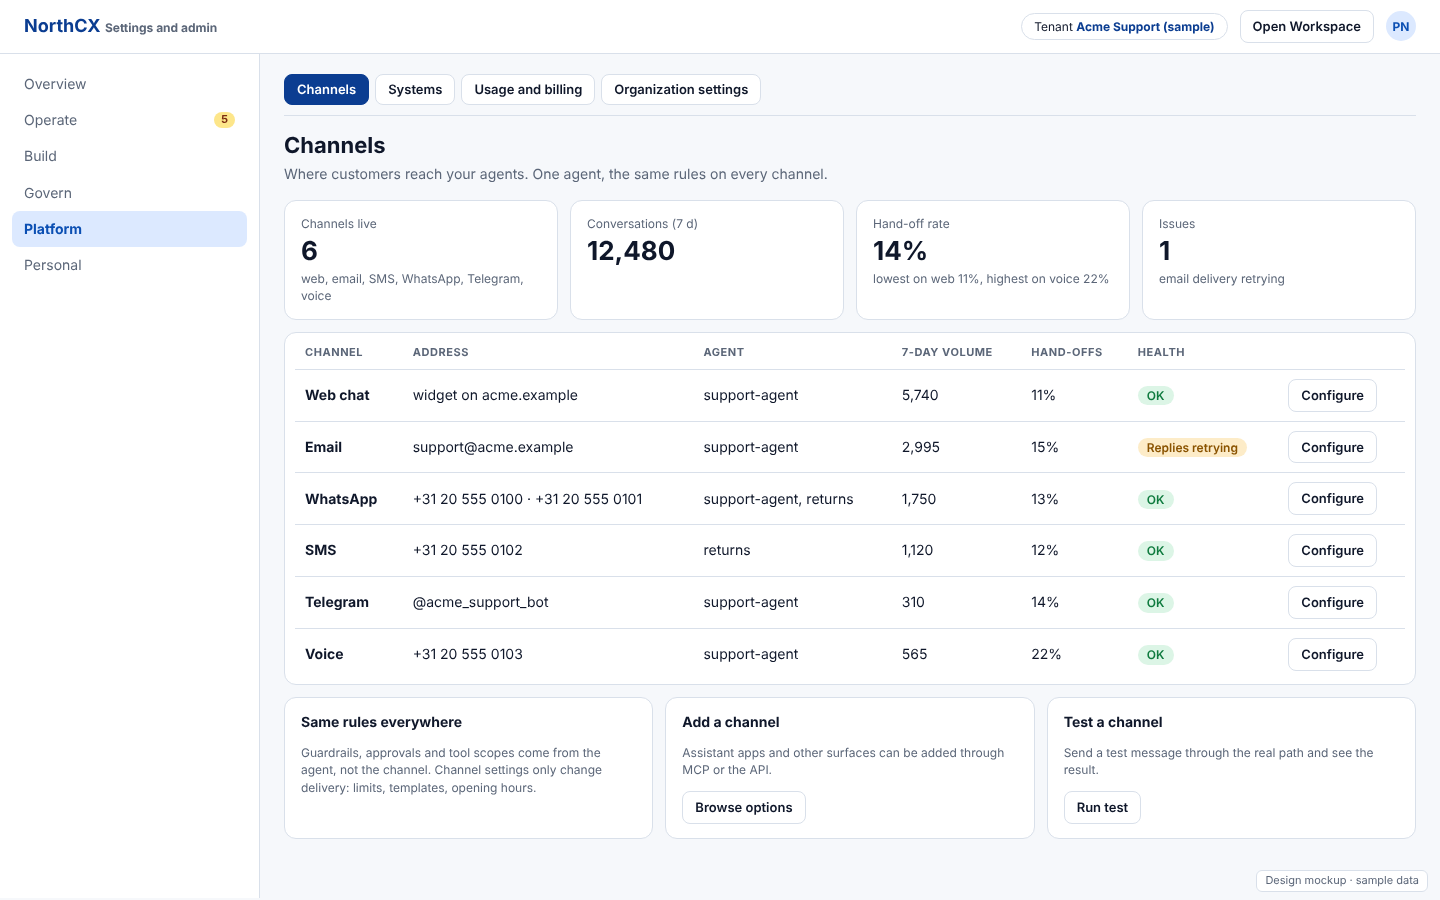 NorthCX Settings and admin
Tenant Acme Support (sample)
Open Workspace
PN
Overview
Operate 5
Build
Govern
Platform
Personal
Channels
Systems
Usage and billing
Organization settings
Channels
Where customers reach your agents. One agent, the same rules on every channel.
Channels live
6
web, email, SMS, WhatsApp, Telegram,
voice
Conversations (7 d)
12,480
Hand-off rate
14%
lowest on web 11%, highest on voice 22%
Issues
1
email delivery retrying
CHANNEL ADDRESS AGENT 7-DAY VOLUME HAND-OFFS HEALTH
Web chat widget on acme.example support-agent 5,740 11% OK Configure
Email support@acme.example support-agent 2,995 15% Replies retrying Configure
WhatsApp +31 20 555 0100 · +31 20 555 0101 support-agent, returns 1,750 13% OK Configure
SMS +31 20 555 0102 returns 1,120 12% OK Configure
Telegram @acme_support_bot support-agent 310 14% OK Configure
Voice +31 20 555 0103 support-agent 565 22% OK Configure
Same rules everywhere
Guardrails, approvals and tool scopes come from the
agent, not the channel. Channel settings only change
delivery: limits, templates, opening hours.
Add a channel
Assistant apps and other surfaces can be added through
MCP or the API.
Browse options
Test a channel
Send a test message through the real path and see the
result.
Run test
Design mockup · sample data